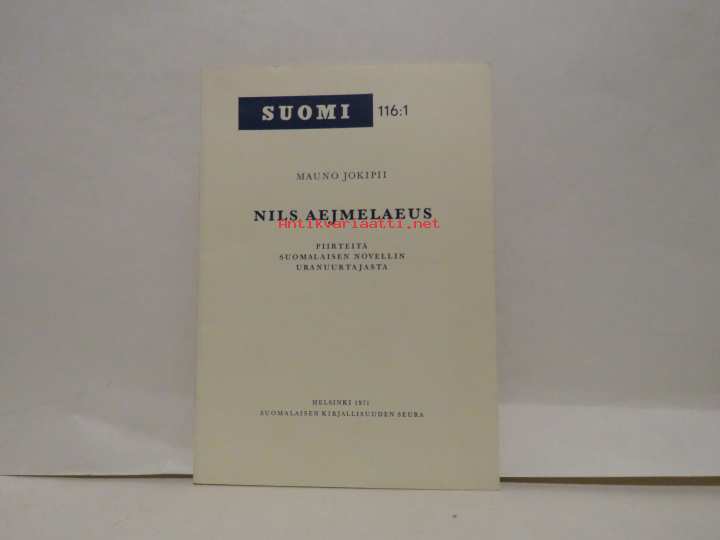 SUOMI 116:1
MAUNO JOKIPII
NILS AEJMELAEUS
Antikvariaatti.net
PIIRTEITÄ
SUOMALAISEN NOVELLIN
URANUURTAJASTA
HELSINKI 1971
SUOMALAISEN KIRJALLISUUDEN SEURA